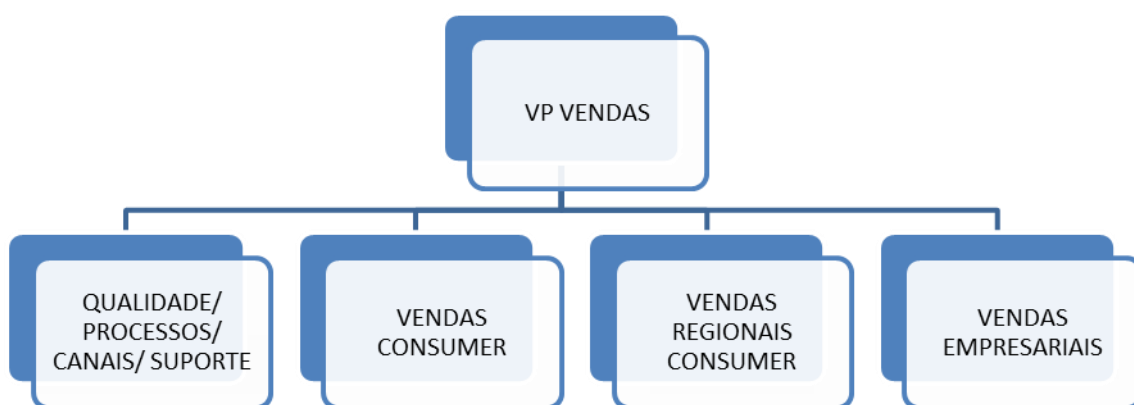 VP VENDAS
QUALIDADE/
PROCESSOS/
CANAIS/ SUPORTE
VENDAS
CONSUMER
VENDAS
REGIONAIS
CONSUMER
VENDAS
EMPRESARIAIS